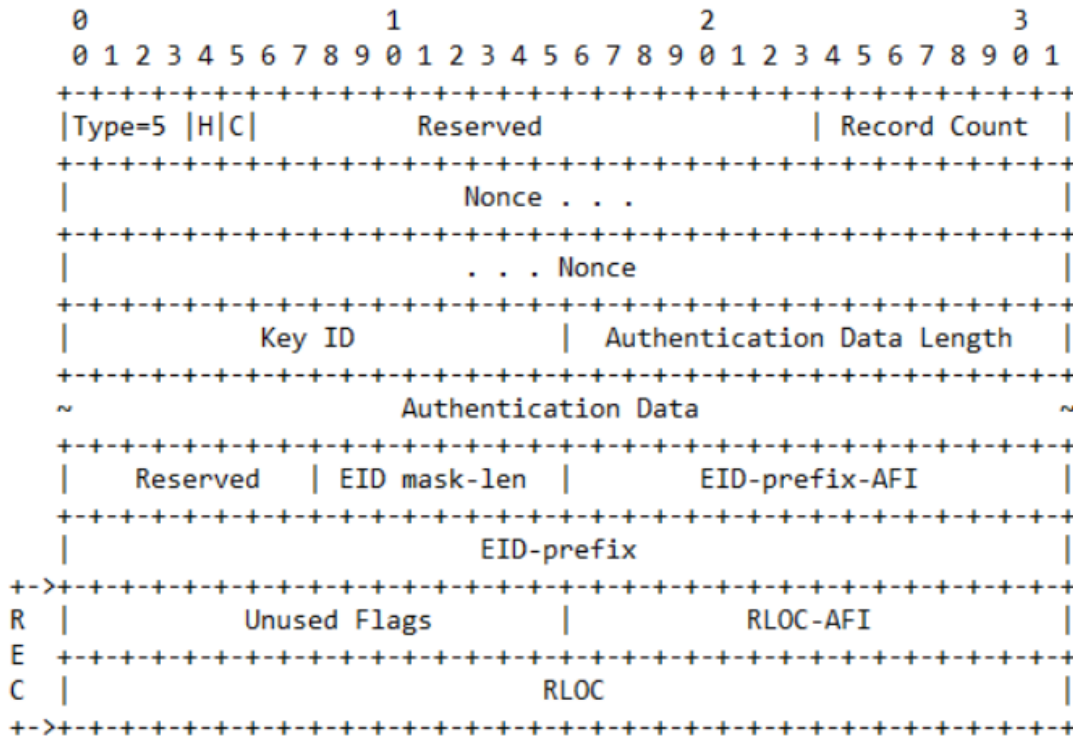 0                   1                   2                   3
0 1 2 3 4 5 6 7 8 9 0 1 2 3 4 5 6 7 8 9 0 1 2 3 4 5 6 7 8 9 0 1
+-+-+-+-+-+-+-+-+-+-+-+-+-+-+-+-+-+-+-+-+-+-+-+-+-+-+-+-+-+-+-+-+
|Type=5 |H|C|          Reserved                 | Record Count  |
+-+-+-+-+-+-+-+-+-+-+-+-+-+-+-+-+-+-+-+-+-+-+-+-+-+-+-+-+-+-+-+-+
|                         Nonce . . .                           |
+-+-+-+-+-+-+-+-+-+-+-+-+-+-+-+-+-+-+-+-+-+-+-+-+-+-+-+-+-+-+-+-+
|                         . . . Nonce                           |
+-+-+-+-+-+-+-+-+-+-+-+-+-+-+-+-+-+-+-+-+-+-+-+-+-+-+-+-+-+-+-+-+
|            Key ID             |  Authentication Data Length   |
+-+-+-+-+-+-+-+-+-+-+-+-+-+-+-+-+-+-+-+-+-+-+-+-+-+-+-+-+-+-+-+-+
~                     Authentication Data                       ~
+-+-+-+-+-+-+-+-+-+-+-+-+-+-+-+-+-+-+-+-+-+-+-+-+-+-+-+-+-+-+-+-+
|    Reserved   | EID mask-len  |        EID-prefix-AFI         |
+-+-+-+-+-+-+-+-+-+-+-+-+-+-+-+-+-+-+-+-+-+-+-+-+-+-+-+-+-+-+-+-+
|                          EID-prefix                           |
+->+-+-+-+-+-+-+-+-+-+-+-+-+-+-+-+-+-+-+-+-+-+-+-+-+-+-+-+-+-+-+-+-+
R  |           Unused Flags        |           RLOC-AFI            |
E  +-+-+-+-+-+-+-+-+-+-+-+-+-+-+-+-+-+-+-+-+-+-+-+-+-+-+-+-+-+-+-+-+
C  |                              RLOC                             |
+->+-+-+-+-+-+-+-+-+-+-+-+-+-+-+-+-+-+-+-+-+-+-+-+-+-+-+-+-+-+-+-+-+